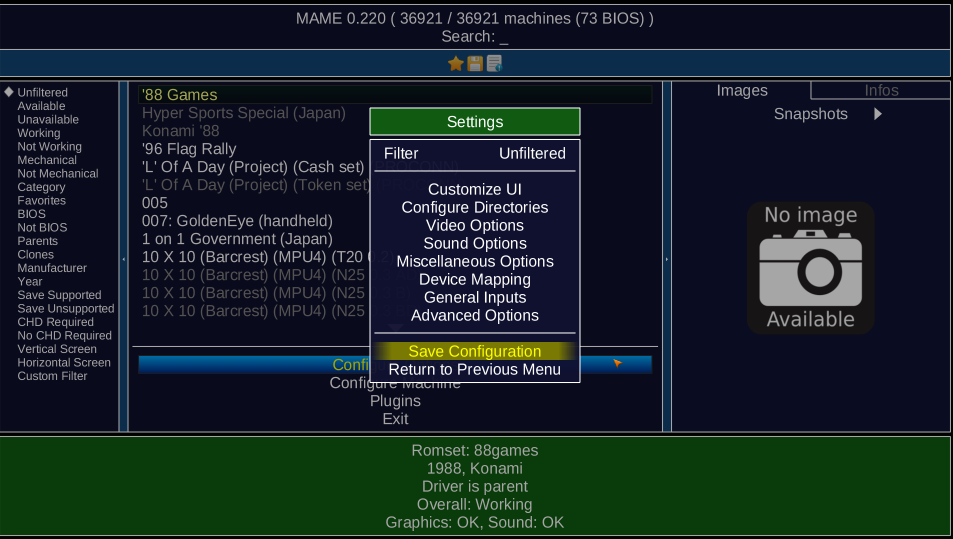 MAME 0.220 ( 36921 / 36921 machines (73 BIOS) )
Search: _
Unfiltered
Available
Unavailable
Working
Not Working
Mechanical
Not Mechanical
Category
Favorites
BIOS
Not BIOS
Parents
Clones
Manufacturer
Year
Save Supported
Save Unsupported
CHD Required
No CHD Required
Vertical Screen
Horizontal Screen
Custom Filter
'88 Games
Hyper Sports Special (Japan)
Konami '88
'96 Flag Rally
'L' Of A Day (Project) (Cash set)
'L' Of A Day (Project) (Token set)
005
007: GoldenEye (handheld)
1 on 1 Government (Japan)
10 X 10 (Barcrest) (MPU4) (T20
10 X 10 (Barcrest) (MPU4) (N25
10 X 10 (Barcrest) (MPU4) (N25
10 X 10 (Barcrest) (MPU4) (N25
Configure Machine
Plugins
Exit
Settings
Filter Unfiltered
Customize UI
Configure Directories
Video Options
Sound Options
Miscellaneous Options
Device Mapping
General Inputs
Advanced Options
Save Configuration
Return to Previous Menu
Images Infos
Snapshots
No image
Available
Romset: 88games
1988, Konami
Driver is parent
Overall: Working
Graphics: OK, Sound: OK